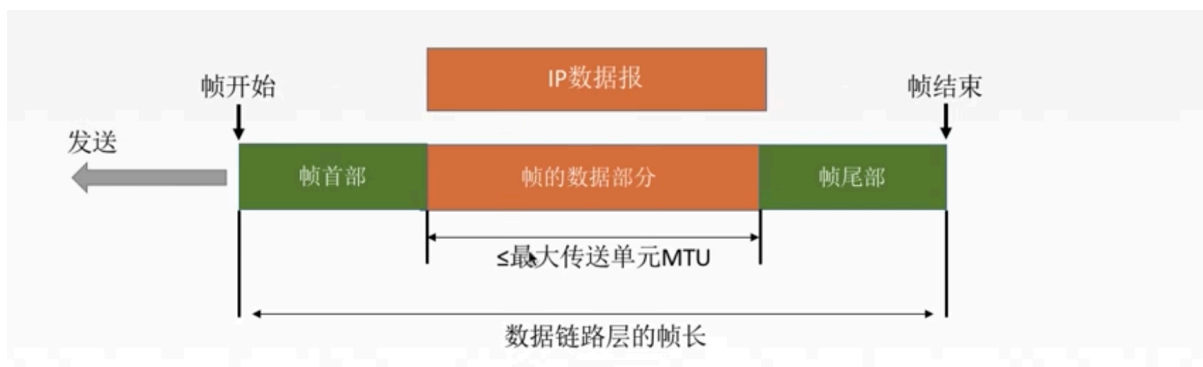 IP数据报
帧开始
帧结束
发送
帧首部
帧的数据部分
帧尾部
≤最大传送单元MTU
数据链路层的帧长